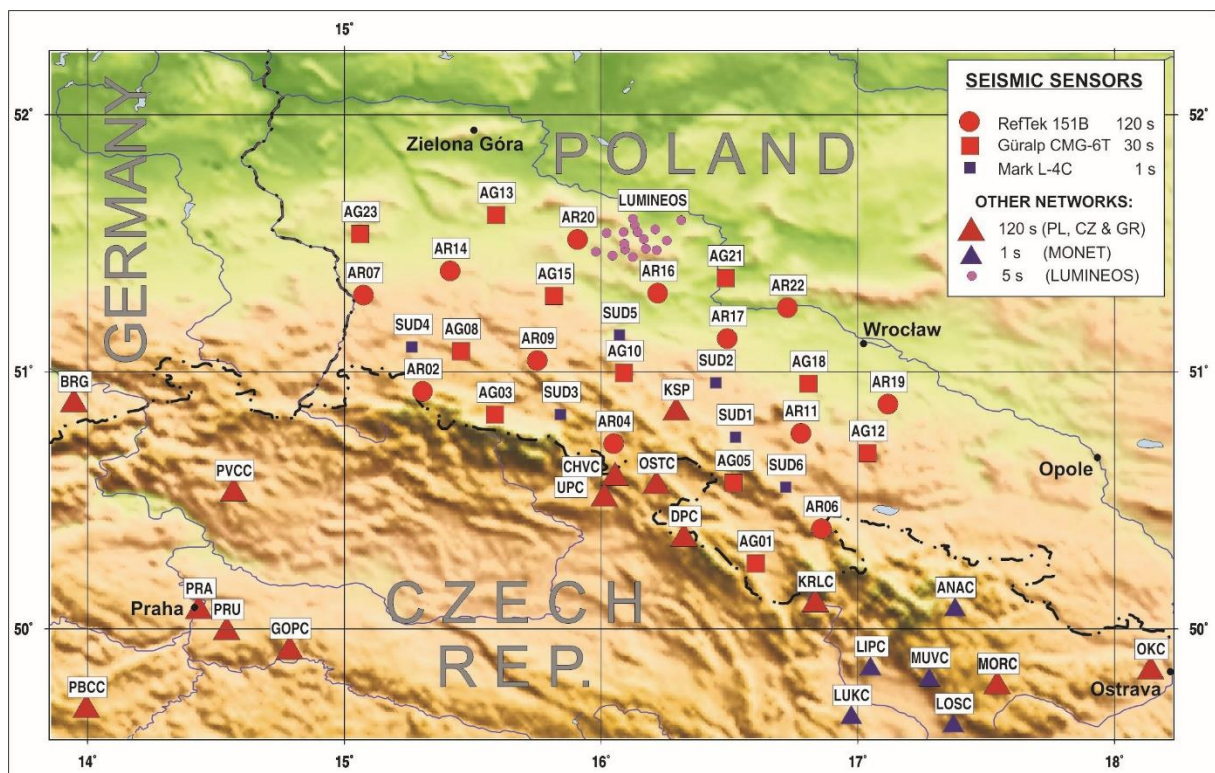 15°
52°
52°
51°
51°
50°
50°
14°
15°
16°
17°
18°
GERMANY
POLAND
CZECH
REP.
SEISMIC SENSORS
RefTek 151B 120 s
Güralp CMG-6T 30 s
Mark L-4C 1 s
OTHER NETWORKS:
120 s (PL, CZ & GR)
1 s (MONET)
5 s (LUMINEOS)
Zielona Góra
AG13
LUMINEOS
AG23
AR20
AR14
AR07
AG15
AR16
AG21
AR22
SUD5
AR17
Wrocław
SUD4
AG08
AR09
AG10
SUD2
AG18
AR02
BRG
AG03
SUD3
KSP
AR19
AR04
SUD1
AR11
AG12
CHVC
OSTC
AG05
SUD6
Opole
PVCC
UPC
DPC
AR06
AG01
KRLC
ANAC
PRA
Praha
PRU
GOPC
LIPC
MUVC
MORC
OKC
Ostrava
PBCC
LUKC
LOSC